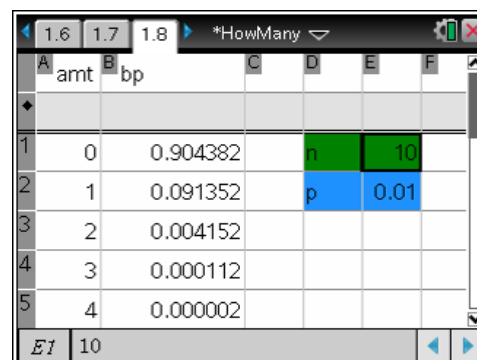 1.6 1.7 1.8 *HowMany
A amt B bp C D E F
1 0 0.904382 n 10
2 1 0.091352 p 0.01
3 2 0.004152
4 3 0.000112
5 4 0.000002
E1 10